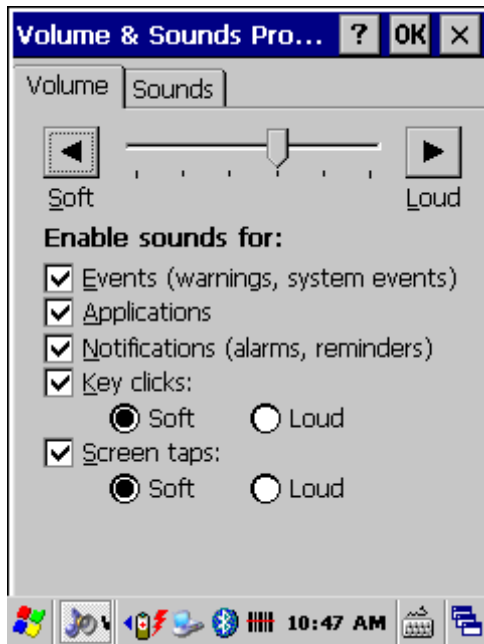 Volume & Sounds Pro... ? OK ×
Volume Sounds
Soft Loud
Enable sounds for:
Events (warnings, system events)
Applications
Notifications (alarms, reminders)
Key clicks:
Soft Loud
Screen taps:
Soft Loud
10:47 AM